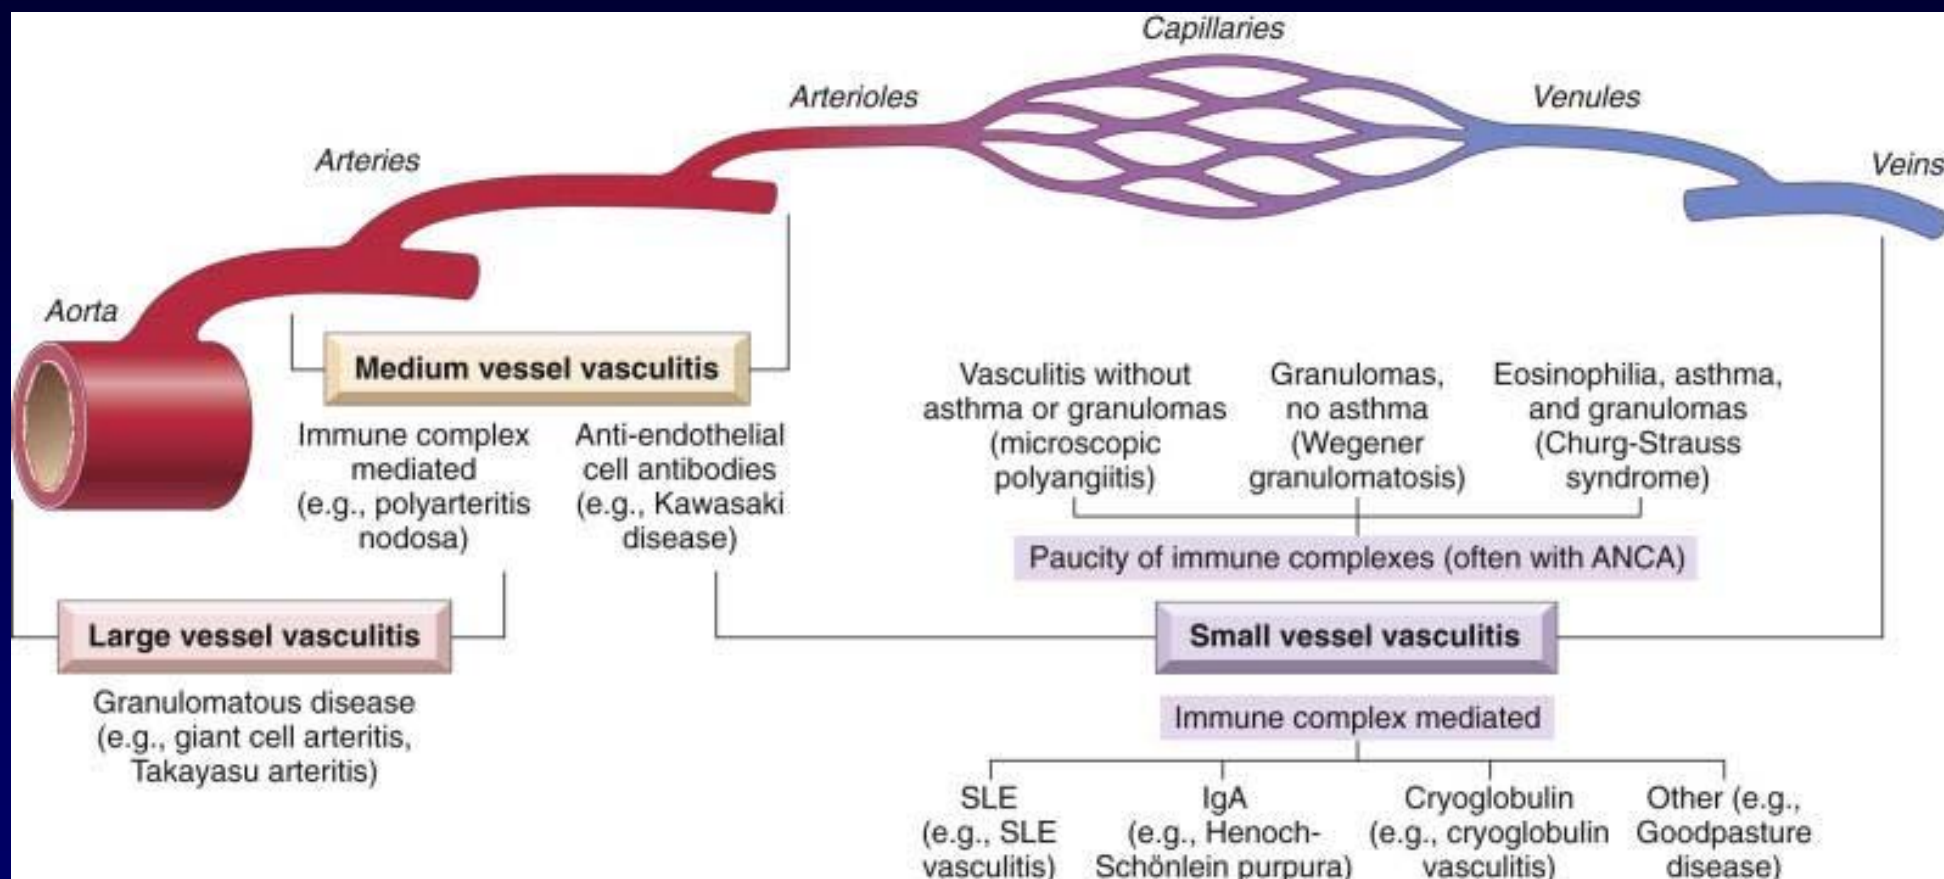 Capillaries
Arterioles
Venules
Arteries
Veins
Aorta
Medium vessel vasculitis
Immune complex
mediated
(e.g., polyarteritis
nodosa)
Anti-endothelial
cell antibodies
(e.g., Kawasaki
disease)
Vasculitis without
asthma or granulomas
(microscopic
polyangiitis)
Granulomas,
no asthma
(Wegener
granulomatosis)
Eosinophilia, asthma,
and granulomas
(Churg-Strauss
syndrome)
Paucity of immune complexes (often with ANCA)
Large vessel vasculitis
Granulomatous disease
(e.g., giant cell arteritis,
Takayasu arteritis)
Small vessel vasculitis
Immune complex mediated
SLE
(e.g., SLE
vasculitis)
IgA
(e.g., Henoch-
Schönlein purpura)
Cryoglobulin
(e.g., cryoglobulin
vasculitis)
Other (e.g.,
Goodpasture
disease)